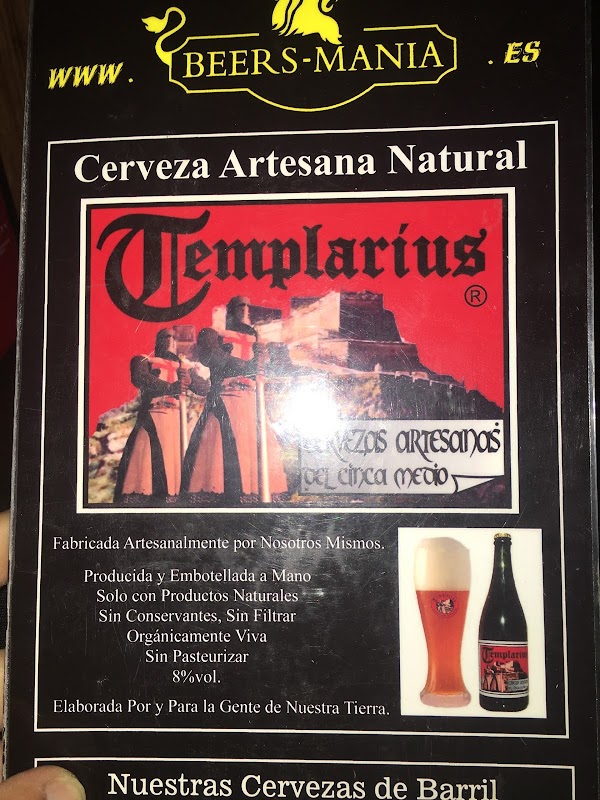 www. BEERS-MANIA .ES
Cerveza Artesana Natural
Templarius
®
CERVEZAS ARTESANAS
DEL CINCA MEDIO
Fabricada Artesanalmente por Nosotros Mismos.
Producida y Embotellada a Mano
Solo con Productos Naturales
Sin Conservantes, Sin Filtrar
Orgánicamente Viva
Sin Pasteurizar
8%vol.
Templarius
Elaborada Por y Para la Gente de Nuestra Tierra.
Nuestras Cervezas de Barril